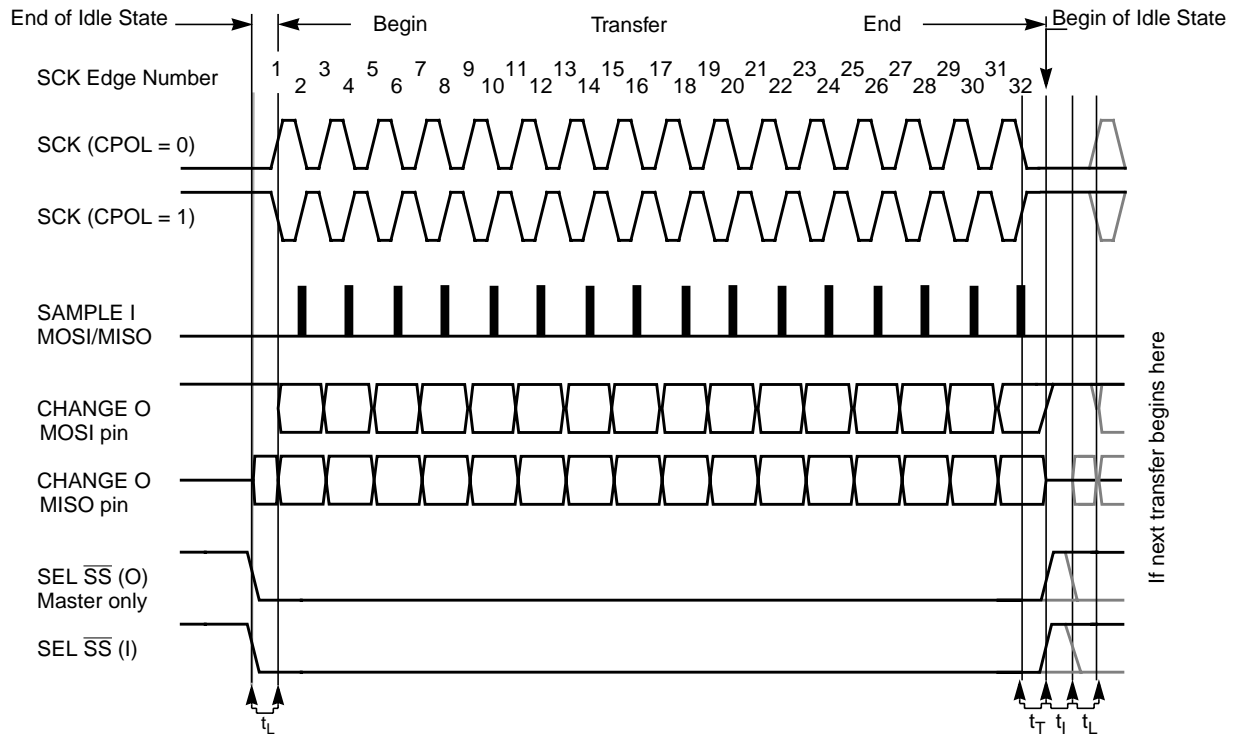 End of Idle State
Begin
Transfer
End
Begin of Idle State
SCK Edge Number
1 3 5 7 9 11 13 15 17 19 21 23 25 27 29 31
2 4 6 8 10 12 14 16 18 20 22 24 26 28 30 32
SCK (CPOL = 0)
SCK (CPOL = 1)
SAMPLE I
MOSI/MISO
CHANGE O
MOSI pin
CHANGE O
MISO pin
SEL S̅S̅ (O)
Master only
SEL S̅S̅ (I)
tL
tT tI tL
If next transfer begins here